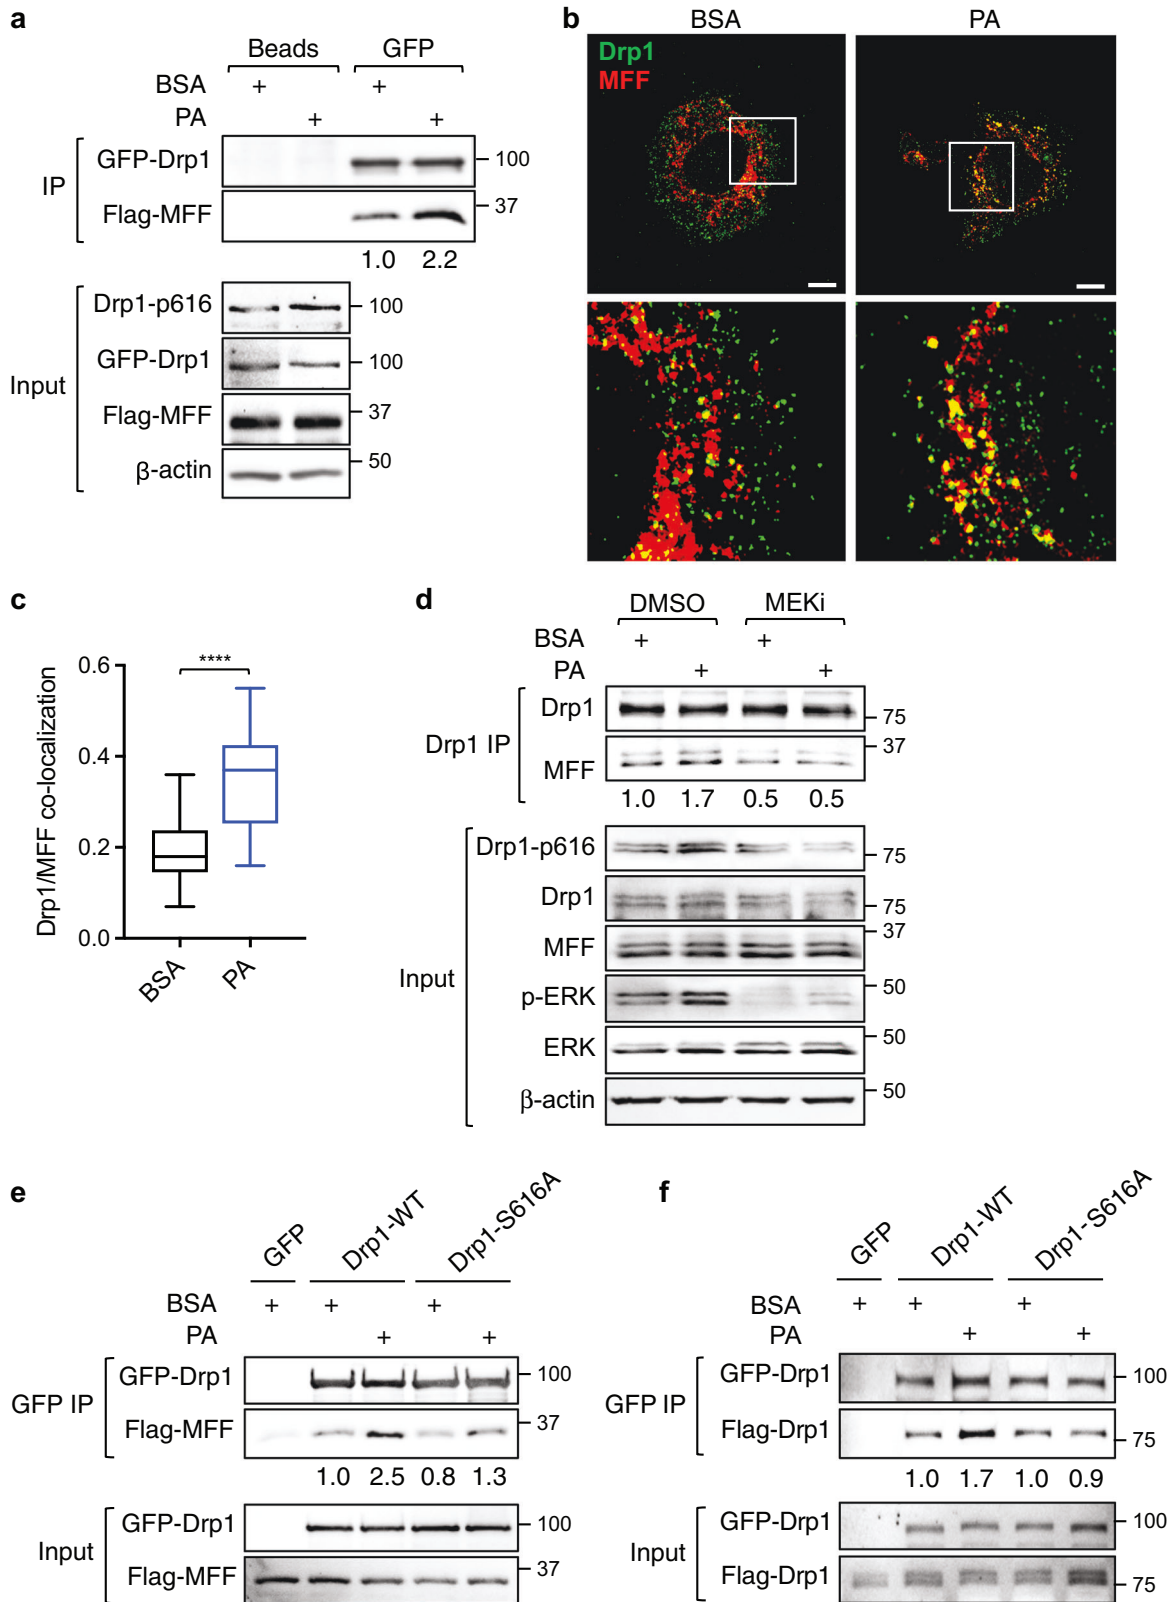 a
Beads GFP
BSA + +
PA + +
IP
GFP-Drp1 100
Flag-MFF 37
1.0 2.2
Input
Drp1-p616 100
GFP-Drp1 100
Flag-MFF 37
β-actin 50
b
BSA PA
Drp1
MFF
c
Drp1/MFF co-localization
0.6
0.4
0.2
0.0
****
BSA PA
d
DMSO MEKi
BSA + +
PA + +
Drp1 IP
Drp1 75
MFF 37
1.0 1.7 0.5 0.5
Input
Drp1-p616 75
Drp1 75
MFF 37
p-ERK 50
ERK 50
β-actin 50
e
GFP Drp1-WT Drp1-S616A
BSA + + +
PA + +
GFP IP
GFP-Drp1 100
Flag-MFF 37
1.0 2.5 0.8 1.3
Input
GFP-Drp1 100
Flag-MFF 37
f
GFP Drp1-WT Drp1-S616A
BSA + + +
PA + +
GFP IP
GFP-Drp1 100
Flag-Drp1 75
1.0 1.7 1.0 0.9
Input
GFP-Drp1 100
Flag-Drp1 75